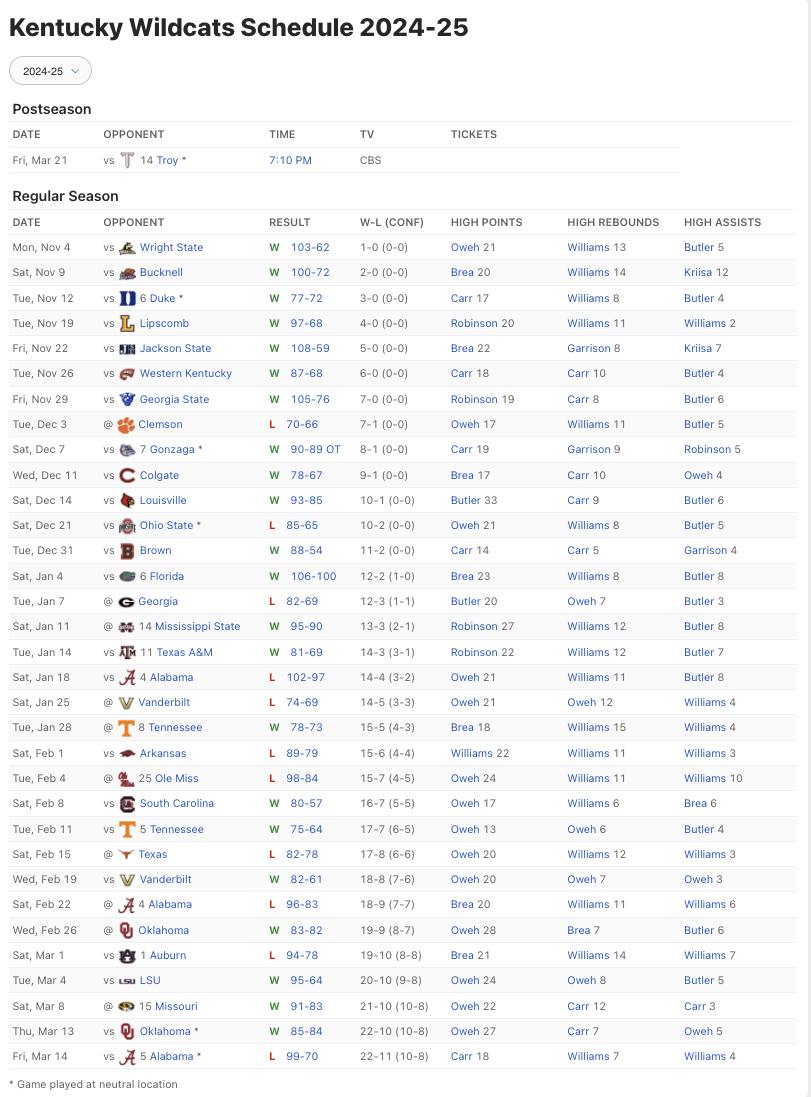 Kentucky Wildcats Schedule 2024-25
2024-25
Postseason
DATE OPPONENT TIME TV TICKETS
Fri, Mar 21 vs 14 Troy * 7:10 PM CBS
Regular Season
DATE OPPONENT RESULT W-L (CONF) HIGH POINTS HIGH REBOUNDS HIGH ASSISTS
Mon, Nov 4 vs Wright State W 103-62 1-0 (0-0) Oweh 21 Williams 13 Butler 5
Sat, Nov 9 vs Bucknell W 100-72 2-0 (0-0) Brea 20 Williams 14 Kriisa 12
Tue, Nov 12 vs 6 Duke * W 77-72 3-0 (0-0) Carr 17 Williams 8 Butler 4
Tue, Nov 19 vs Lipscomb W 97-68 4-0 (0-0) Robinson 20 Williams 11 Williams 2
Fri, Nov 22 vs Jackson State W 108-59 5-0 (0-0) Brea 22 Garrison 8 Kriisa 7
Tue, Nov 26 vs Western Kentucky W 87-68 6-0 (0-0) Carr 18 Carr 10 Butler 4
Fri, Nov 29 vs Georgia State W 105-76 7-0 (0-0) Robinson 19 Carr 8 Butler 6
Tue, Dec 3 @ Clemson L 70-66 7-1 (0-0) Oweh 17 Williams 11 Butler 5
Sat, Dec 7 vs 7 Gonzaga * W 90-89 OT 8-1 (0-0) Carr 19 Garrison 9 Robinson 5
Wed, Dec 11 vs Colgate W 78-67 9-1 (0-0) Brea 17 Carr 10 Oweh 4
Sat, Dec 14 vs Louisville W 93-85 10-1 (0-0) Butler 33 Carr 9 Butler 6
Sat, Dec 21 vs Ohio State * L 85-65 10-2 (0-0) Oweh 21 Williams 8 Butler 5
Tue, Dec 31 vs Brown W 88-54 11-2 (0-0) Carr 14 Carr 5 Garrison 4
Sat, Jan 4 vs 6 Florida W 106-100 12-2 (1-0) Brea 23 Williams 8 Butler 8
Tue, Jan 7 @ Georgia L 82-69 12-3 (1-1) Butler 20 Oweh 7 Butler 3
Sat, Jan 11 @ 14 Mississippi State W 95-90 13-3 (2-1) Robinson 27 Williams 12 Butler 8
Tue, Jan 14 vs 11 Texas A&M W 81-69 14-3 (3-1) Robinson 22 Williams 12 Butler 7
Sat, Jan 18 vs 4 Alabama L 102-97 14-4 (3-2) Oweh 21 Williams 11 Butler 8
Sat, Jan 25 @ Vanderbilt L 74-69 14-5 (3-3) Oweh 21 Oweh 12 Williams 4
Tue, Jan 28 @ 8 Tennessee W 78-73 15-5 (4-3) Brea 18 Williams 15 Williams 4
Sat, Feb 1 vs Arkansas L 89-79 15-6 (4-4) Williams 22 Williams 11 Williams 3
Tue, Feb 4 @ 25 Ole Miss L 98-84 15-7 (4-5) Oweh 24 Williams 11 Williams 10
Sat, Feb 8 vs South Carolina W 80-57 16-7 (5-5) Oweh 17 Williams 6 Brea 6
Tue, Feb 11 vs 5 Tennessee W 75-64 17-7 (6-5) Oweh 13 Oweh 6 Butler 4
Sat, Feb 15 @ Texas L 82-78 17-8 (6-6) Oweh 20 Williams 12 Williams 3
Wed, Feb 19 vs Vanderbilt W 82-61 18-8 (7-6) Oweh 20 Oweh 7 Oweh 3
Sat, Feb 22 @ 4 Alabama L 96-83 18-9 (7-7) Brea 20 Williams 11 Williams 6
Wed, Feb 26 @ Oklahoma W 83-82 19-9 (8-7) Oweh 28 Brea 7 Butler 6
Sat, Mar 1 vs 1 Auburn L 94-78 19-10 (8-8) Brea 21 Williams 14 Williams 7
Tue, Mar 4 vs LSU LSU W 95-64 20-10 (9-8) Oweh 24 Oweh 8 Butler 5
Sat, Mar 8 @ 15 Missouri W 91-83 21-10 (10-8) Oweh 22 Carr 12 Carr 3
Thu, Mar 13 vs Oklahoma * W 85-84 22-10 (10-8) Oweh 27 Carr 7 Oweh 5
Fri, Mar 14 vs 5 Alabama * L 99-70 22-11 (10-8) Carr 18 Williams 7 Williams 4
* Game played at neutral location